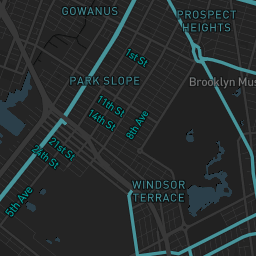 GOWANUS
PROSPECT
HEIGHTS
1st St.
PARK SLOPE
Brooklyn Mus
11th St.
14th St.
8th Ave
21st St.
24th St.
WINDSOR
TERRACE
5th Ave